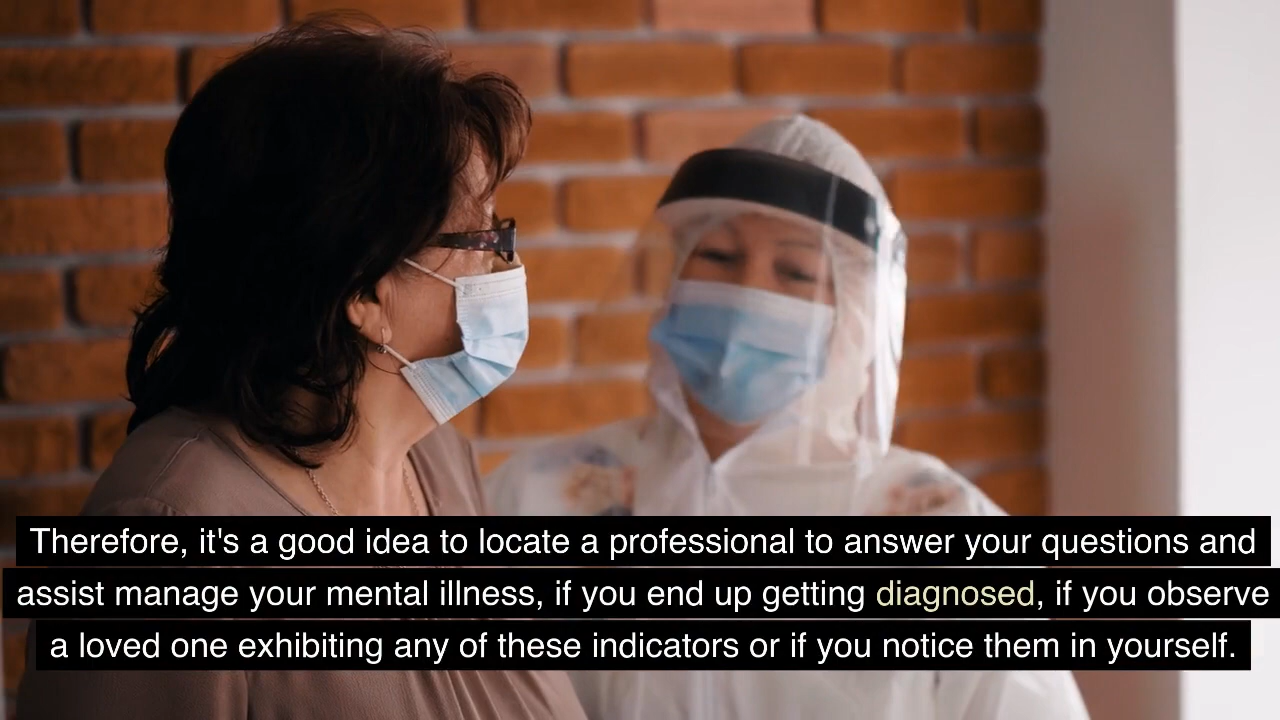 Therefore, it's a good idea to locate a professional to answer your questions and
assist manage your mental illness, if you end up getting diagnosed, if you observe
a loved one exhibiting any of these indicators or if you notice them in yourself.